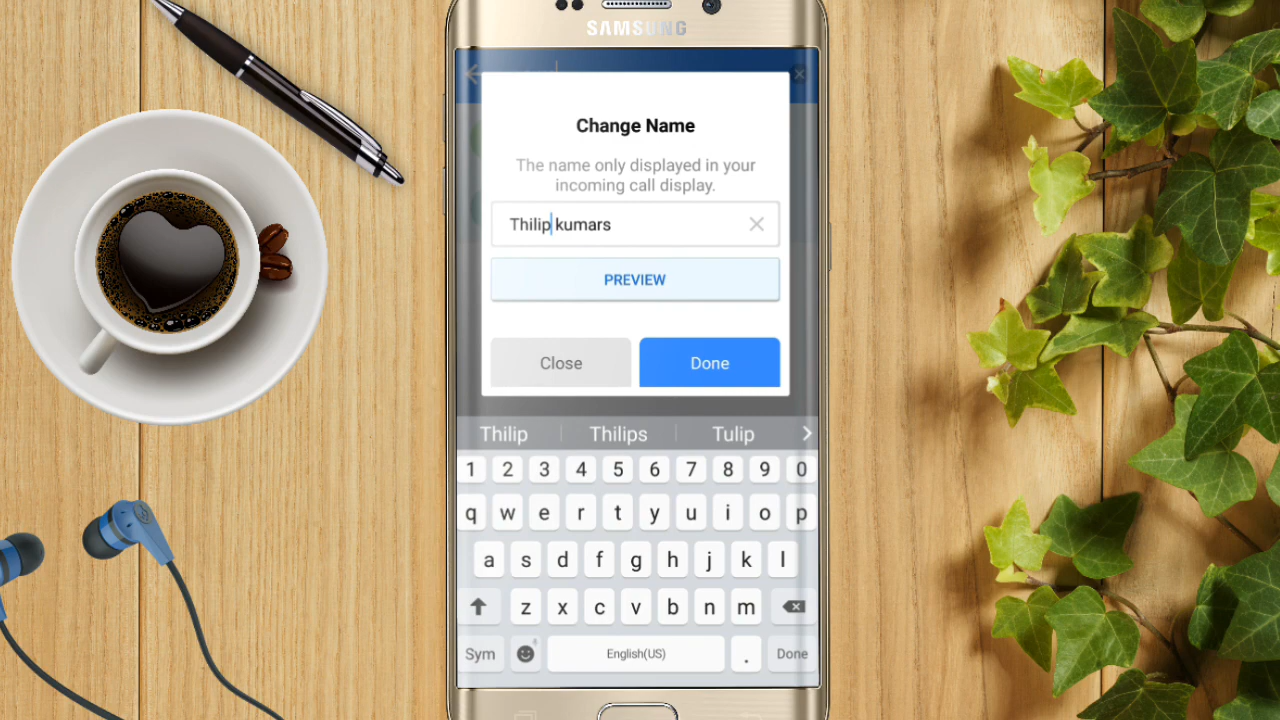 SAMSUNG
Change Name
The name only displayed in your
incoming call display.
Thilip kumars
PREVIEW
Close
Done
Thilip
Thilips
Tulip
1 2 3 4 5 6 7 8 9 0
q w e r t y u i o p
a s d f g h j k l
z x c v b n m
Sym
English(US)
.
Done